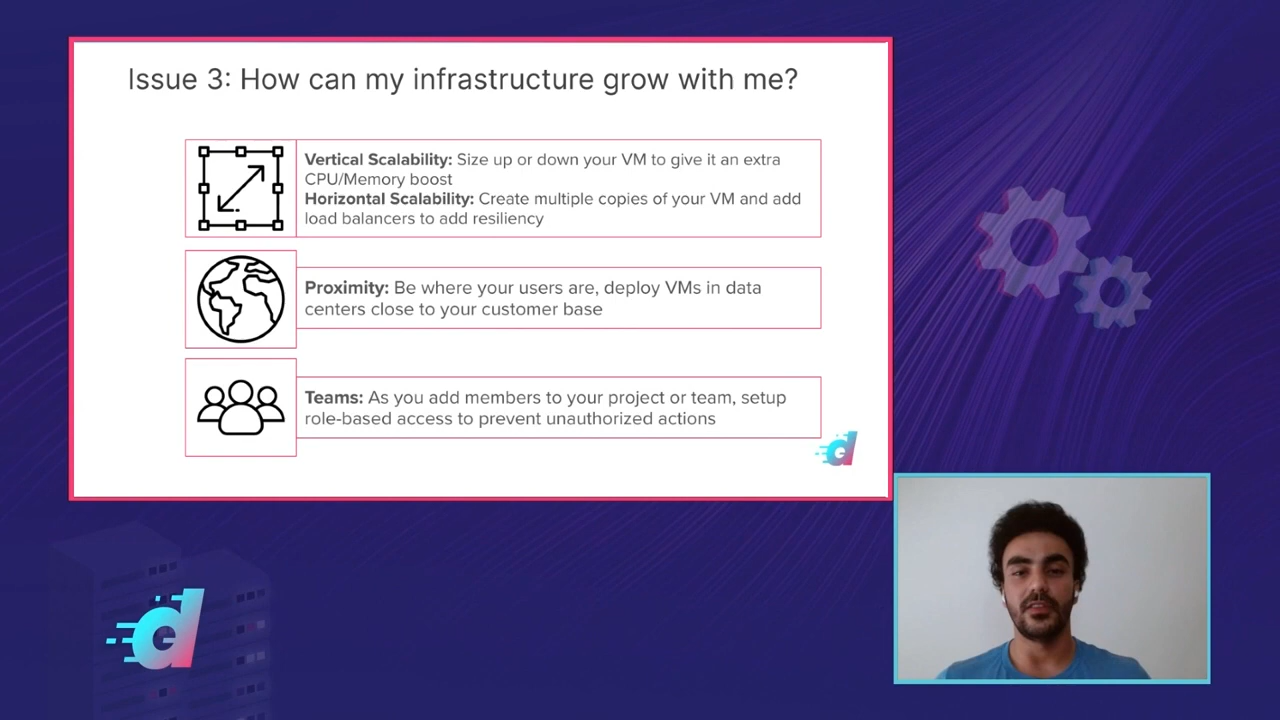 Issue 3: How can my infrastructure grow with me?
Vertical Scalability: Size up or down your VM to give it an extra
CPU/Memory boost
Horizontal Scalability: Create multiple copies of your VM and add
load balancers to add resiliency
Proximity: Be where your users are, deploy VMs in data
centers close to your customer base
Teams: As you add members to your project or team, setup
role-based access to prevent unauthorized actions
d
d